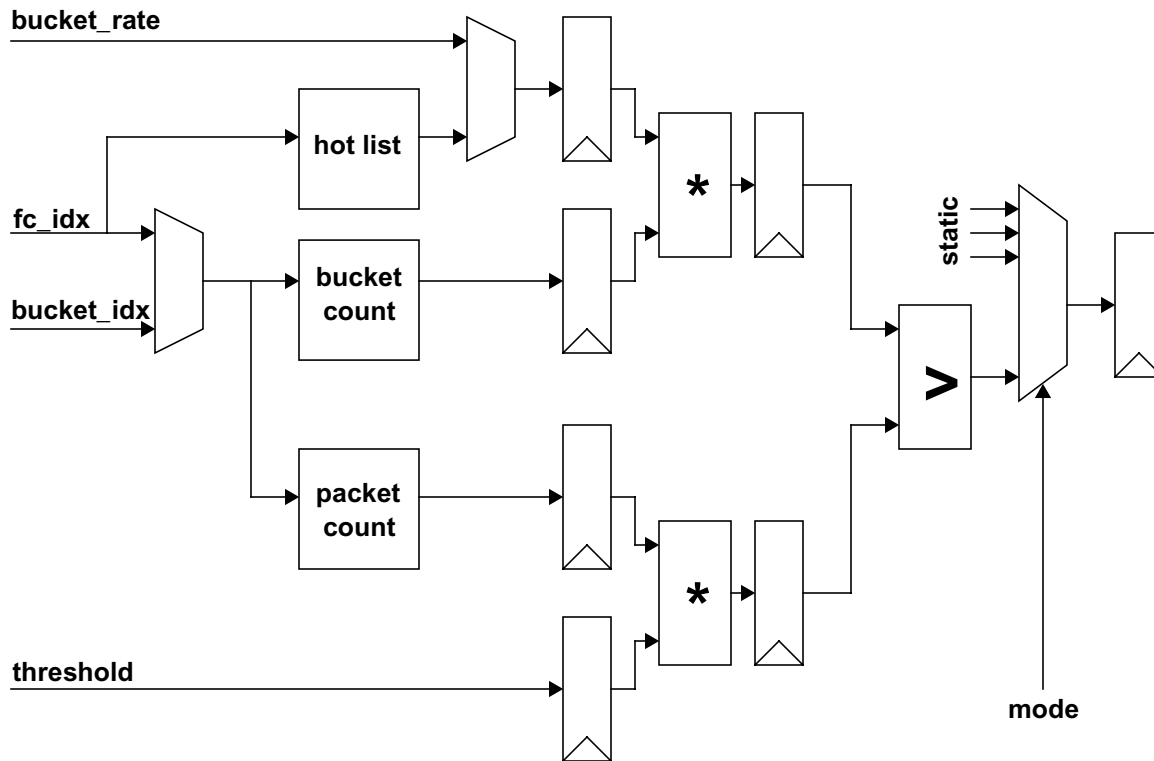 bucket_rate
hot list
fc_idx
bucket_idx
bucket
count
packet
count
threshold
*
*
>
static
mode